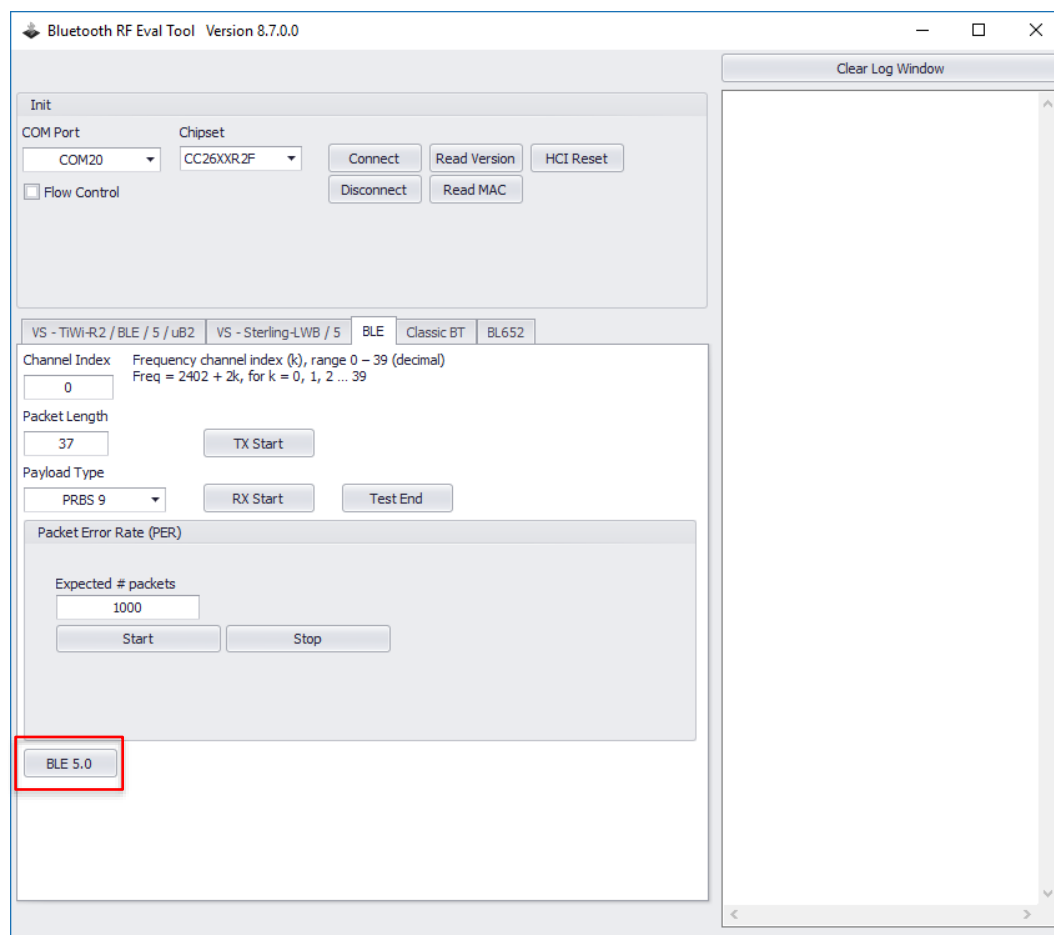 Bluetooth RF Eval Tool Version 8.7.0.0
Clear Log Window
Init
COM Port Chipset
COM20 CC26XXR2F Connect Read Version HCI Reset
Flow Control Disconnect Read MAC
VS - TiWi-R2 / BLE / 5 / uB2 VS - Sterling-LWB / 5 BLE Classic BT BL652
Channel Index Frequency channel index (k), range 0 – 39 (decimal)
0 Freq = 2402 + 2k, for k = 0, 1, 2 ... 39
Packet Length
37 TX Start
Payload Type
PRBS 9 RX Start Test End
Packet Error Rate (PER)
Expected # packets
1000
Start Stop
BLE 5.0